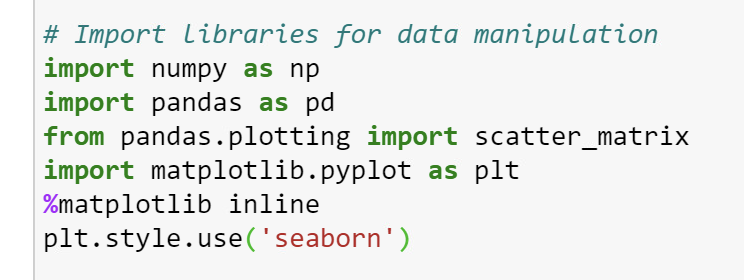 # Import libraries for data manipulation
import numpy as np
import pandas as pd
from pandas.plotting import scatter_matrix
import matplotlib.pyplot as plt
%matplotlib inline
plt.style.use('seaborn')